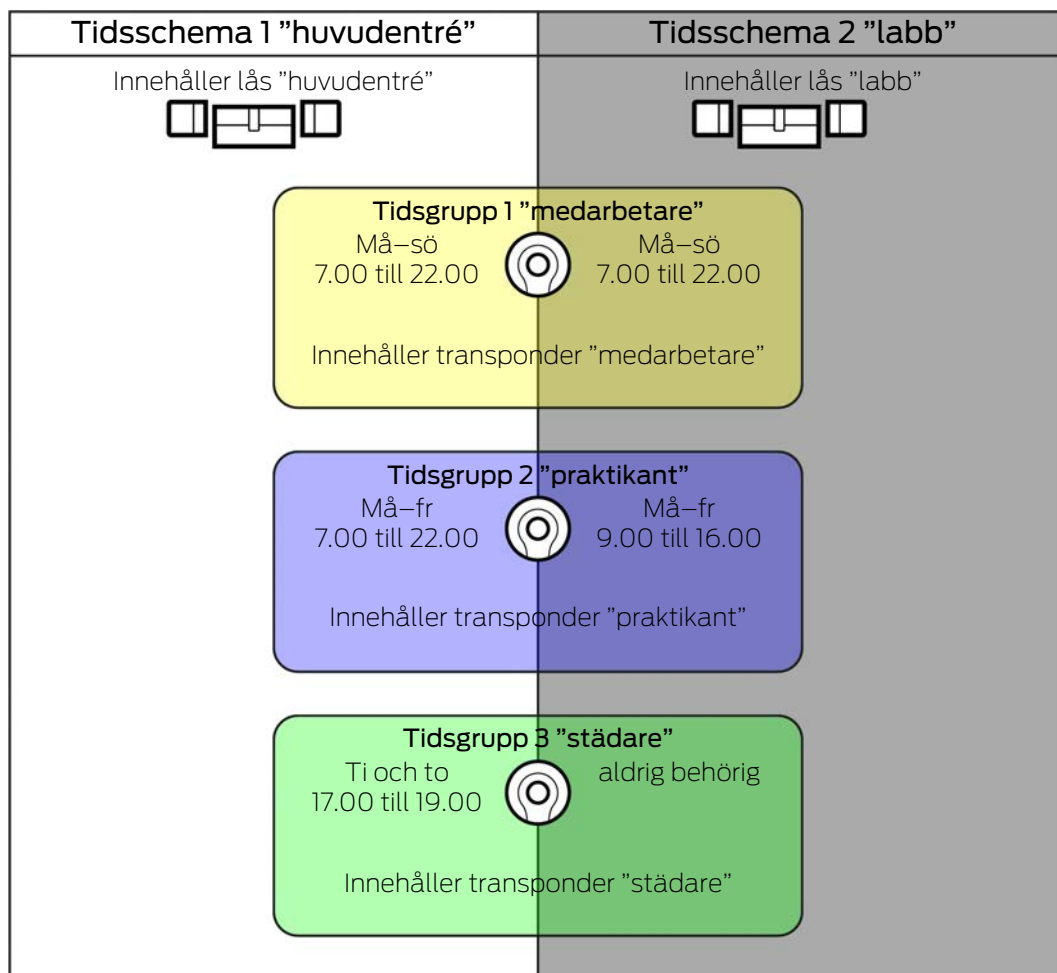 Tidsschema 1 ”huvudentré”
Tidsschema 2 ”labb”
Innehåller lås ”huvudentré”
Innehåller lås ”labb”
Tidsgrupp 1 ”medarbetare”
Må–sö
7.00 till 22.00
Må–sö
7.00 till 22.00
Innehåller transponder ”medarbetare”
Tidsgrupp 2 ”praktikant”
Må–fr
7.00 till 22.00
Må–fr
9.00 till 16.00
Innehåller transponder ”praktikant”
Tidsgrupp 3 ”städare”
Ti och to
17.00 till 19.00
aldrig behörig
Innehåller transponder ”städare”